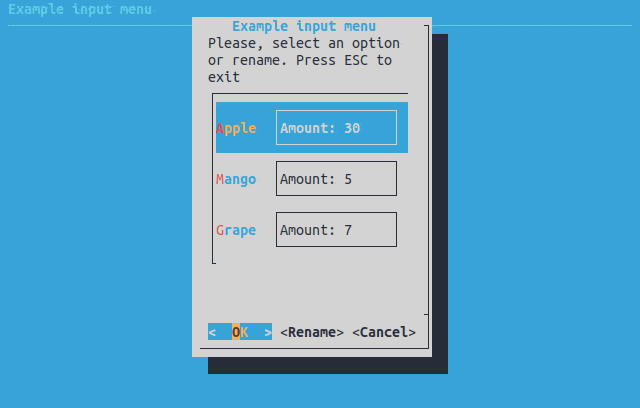 Example input menu
Example input menu
Please, select an option
or rename. Press ESC to
exit
Apple Amount: 30
Mango Amount: 5
Grape Amount: 7
< OK > <Rename> <Cancel>